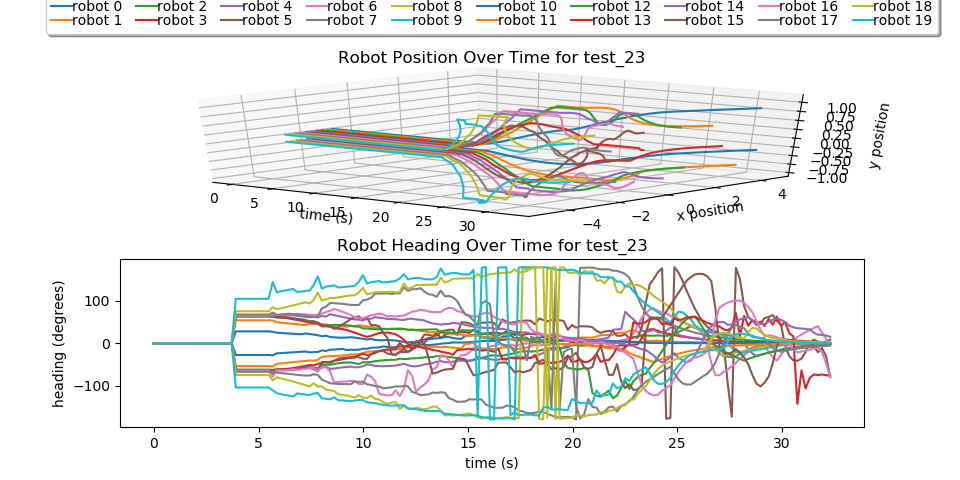 robot 0 robot 2 robot 4 robot 6 robot 8 robot 10 robot 12 robot 14 robot 16 robot 18
robot 1 robot 3 robot 5 robot 7 robot 9 robot 11 robot 13 robot 15 robot 17 robot 19
Robot Position Over Time for test_23
1.00
0.75
0.50
0.25
0.00
−0.25
−0.50
−0.75
−1.00
y position
0 5 10 15 20 25 30
time (s)
−4 −2 0 2 4
x position
Robot Heading Over Time for test_23
100
0
−100
heading (degrees)
0 5 10 15 20 25 30
time (s)